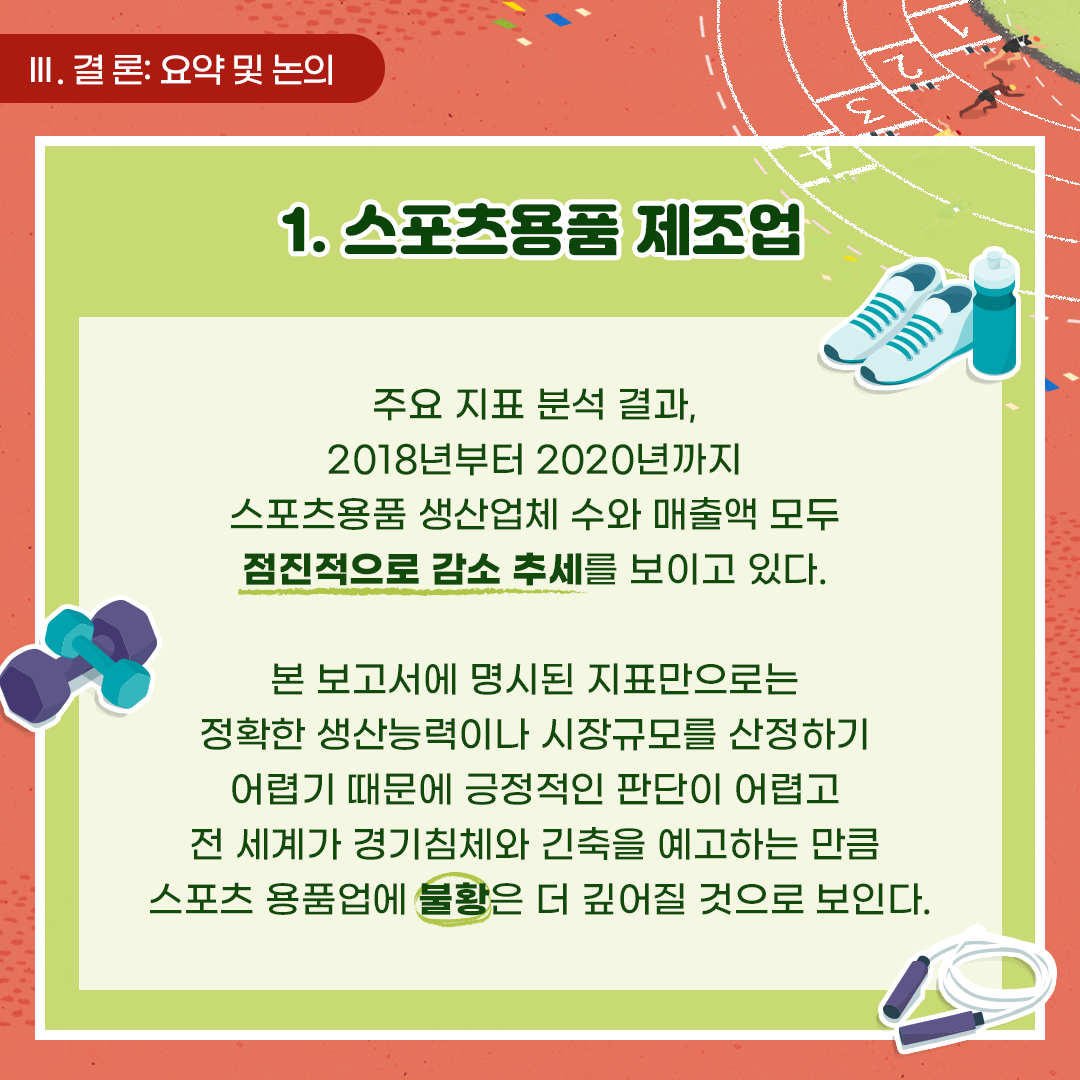 Ⅲ. 결 론: 요약 및 논의
1
2
3
4
1. 스포츠용품 제조업
주요 지표 분석 결과,
2018년부터 2020년까지
스포츠용품 생산업체 수와 매출액 모두
점진적으로 감소 추세를 보이고 있다.
본 보고서에 명시된 지표만으로는
정확한 생산능력이나 시장규모를 산정하기
어렵기 때문에 긍정적인 판단이 어렵고
전 세계가 경기침체와 긴축을 예고하는 만큼
스포츠 용품업에 불황은 더 깊어질 것으로 보인다.